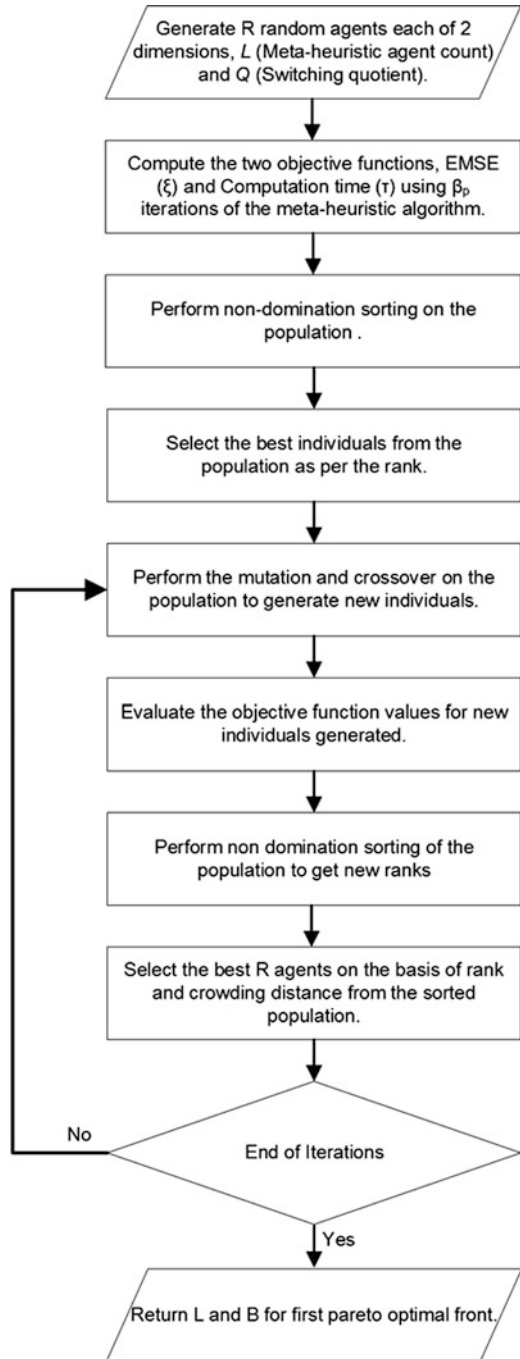 Generate R random agents each of 2
dimensions, L (Meta-heuristic agent count)
and Q (Switching quotient).
Compute the two objective functions, EMSE
(ξ) and Computation time (τ) using βp
iterations of the meta-heuristic algorithm.
Perform non-domination sorting on the
population .
Select the best individuals from the
population as per the rank.
Perform the mutation and crossover on the
population to generate new individuals.
Evaluate the objective function values for new
individuals generated.
Perform non domination sorting of the
population to get new ranks
Select the best R agents on the basis of rank
and crowding distance from the sorted
population.
No
End of Iterations
Yes
Return L and B for first pareto optimal front.